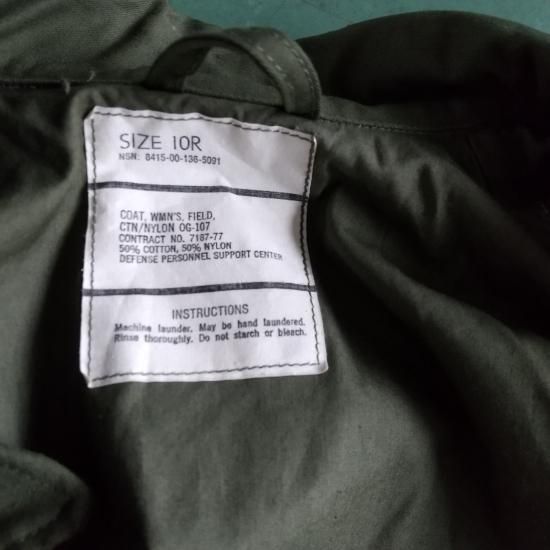 SIZE 10R
NSN: 8415-00-136-5091
COAT, WMN'S, FIELD,
CTN/NYLON OG-107
CONTRACT NO. 7187-77
50% COTTON, 50% NYLON
DEFENSE PERSONNEL SUPPORT CENTER
INSTRUCTIONS
Machine launder. May be hand laundered.
Rinse thoroughly. Do not starch or bleach.